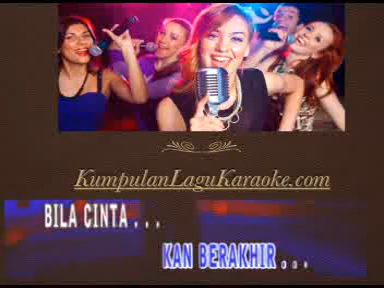 KumpulanLaguKaraoke.com
BILA CINTA . . .
KAN BERAKHIR . . .